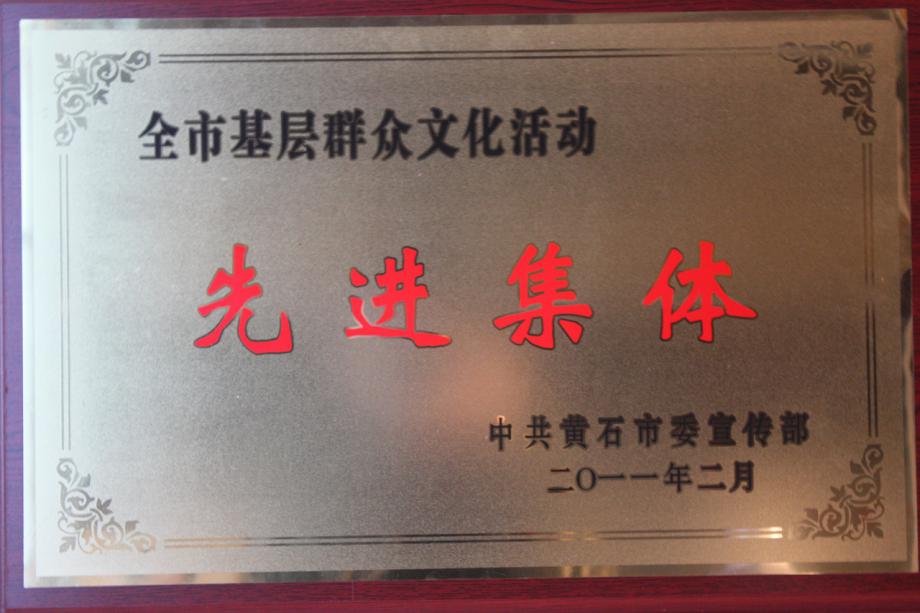 全市基层群众文化活动
先进集体
中共黄石市委宣传部
二〇一一年二月